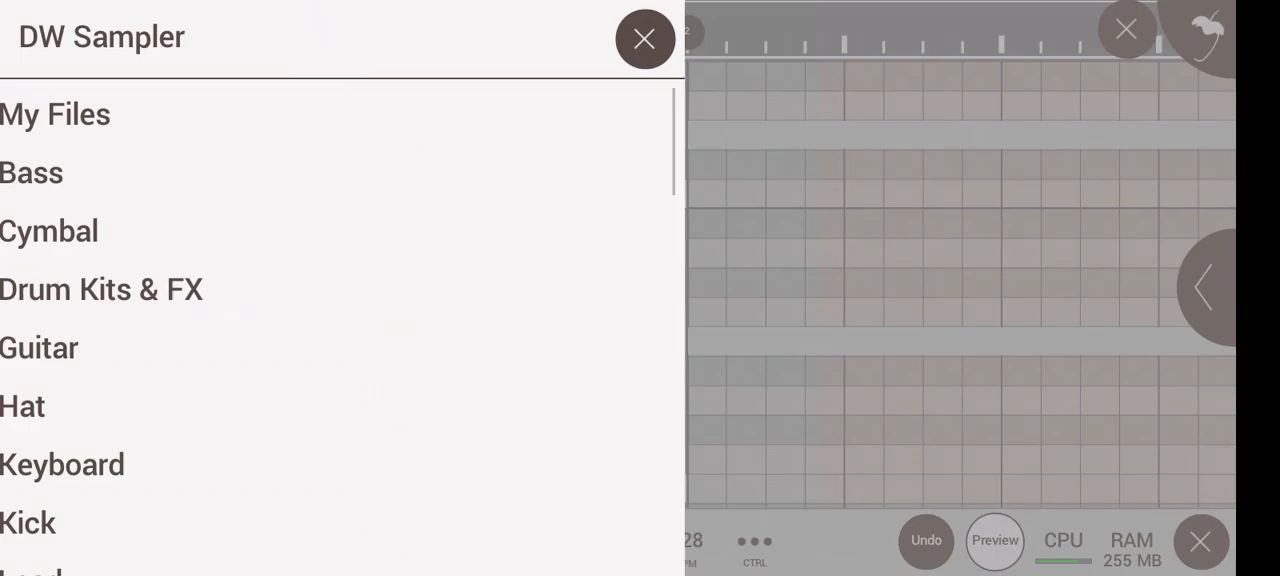 DW Sampler
My Files
Bass
Cymbal
Drum Kits & FX
Guitar
Hat
Keyboard
Kick
2
28
CTRL
Undo
Preview
CPU
RAM
255 MB